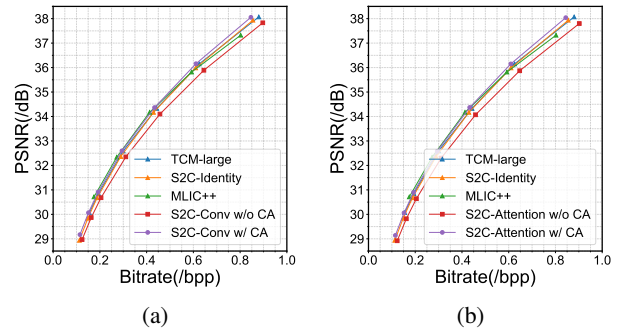 38
37
36
35
34
33
32
31
30
29
PSNR(/dB)
TCM-large
S2C-Identity
MLIC++
S2C-Conv w/o CA
S2C-Conv w/ CA
0.0 0.2 0.4 0.6 0.8 1.0
Bitrate(/bpp)
(a)
38
37
36
35
34
33
32
31
30
29
PSNR(/dB)
TCM-large
S2C-Identity
MLIC++
S2C-Attention w/o CA
S2C-Attention w/ CA
0.0 0.2 0.4 0.6 0.8 1.0
Bitrate(/bpp)
(b)